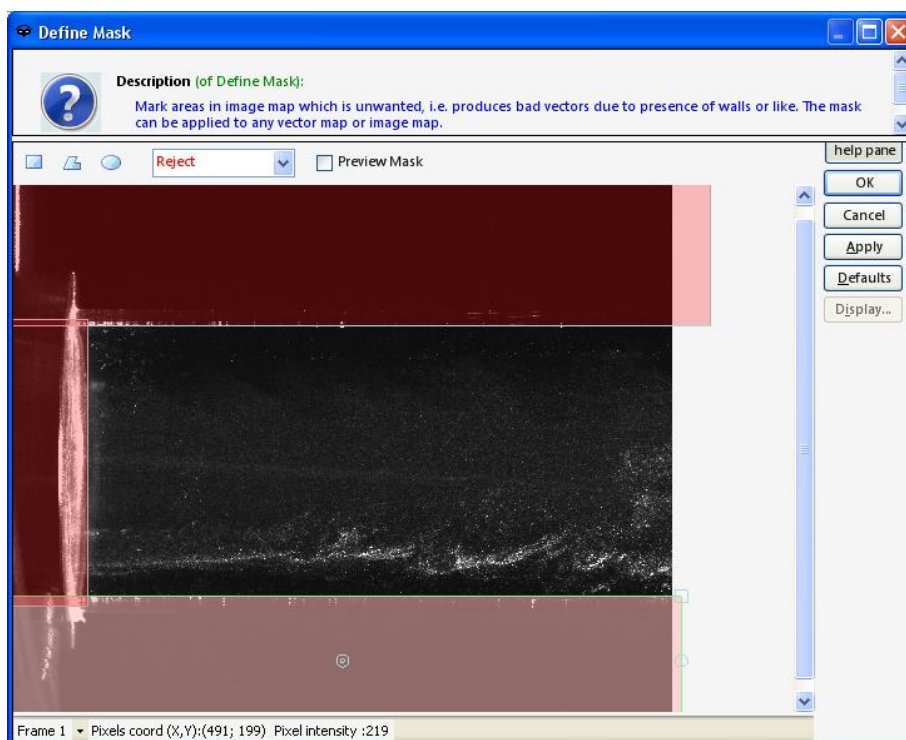 Define Mask
Description (of Define Mask):
Mark areas in image map which is unwanted, i.e. produces bad vectors due to presence of walls or like. The mask
can be applied to any vector map or image map.
help pane
Reject
Preview Mask
OK
Cancel
Apply
Defaults
Display...
Frame 1 Pixels coord (X,Y):(491; 199) Pixel intensity :219